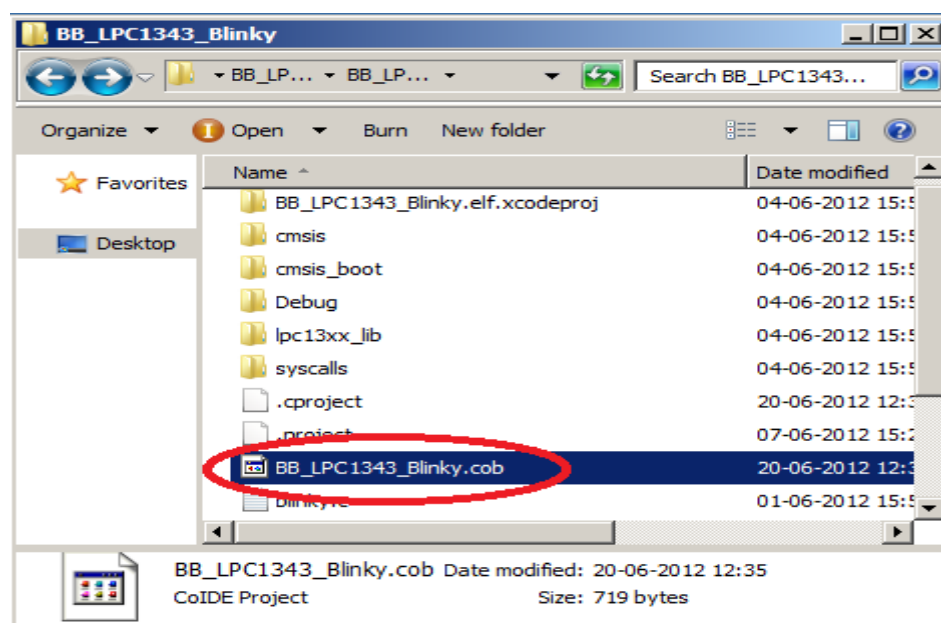 BB_LPC1343_Blinky
BB_LP... BB_LP... Search BB_LPC1343...
Organize Open Burn New folder
Favorites
Desktop
Name Date modified
BB_LPC1343_Blinky.elf.xcodeproj 04-06-2012 15:5
cmsis 04-06-2012 15:5
cmsis_boot 04-06-2012 15:5
Debug 04-06-2012 15:5
lpc13xx_lib 04-06-2012 15:5
syscalls 04-06-2012 15:5
.cproject 20-06-2012 12:3
.project 07-06-2012 15:2
BB_LPC1343_Blinky.cob 20-06-2012 12:3
01-06-2012 15:5
BB_LPC1343_Blinky.cob Date modified: 20-06-2012 12:35
CoIDE Project Size: 719 bytes